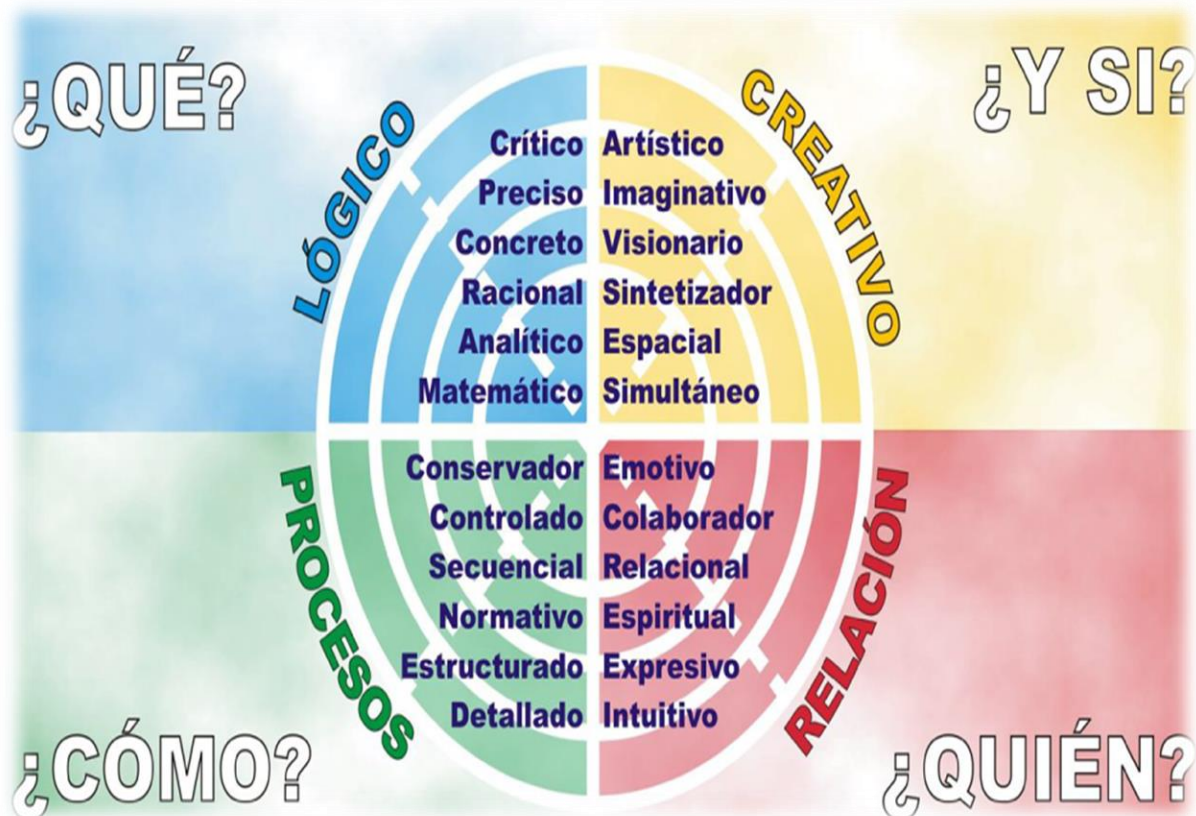 ¿QUÉ?
¿Y SI?
LÓGICO
CREATIVO
Crítico Artístico
Preciso Imaginativo
Concreto Visionario
Racional Sintetizador
Analítico Espacial
Matemático Simultáneo
Conservador Emotivo
Controlado Colaborador
Secuencial Relacional
Normativo Espiritual
Estructurado Expresivo
Detallado Intuitivo
PROCESOS
RELACIÓN
¿CÓMO?
¿QUIÉN?